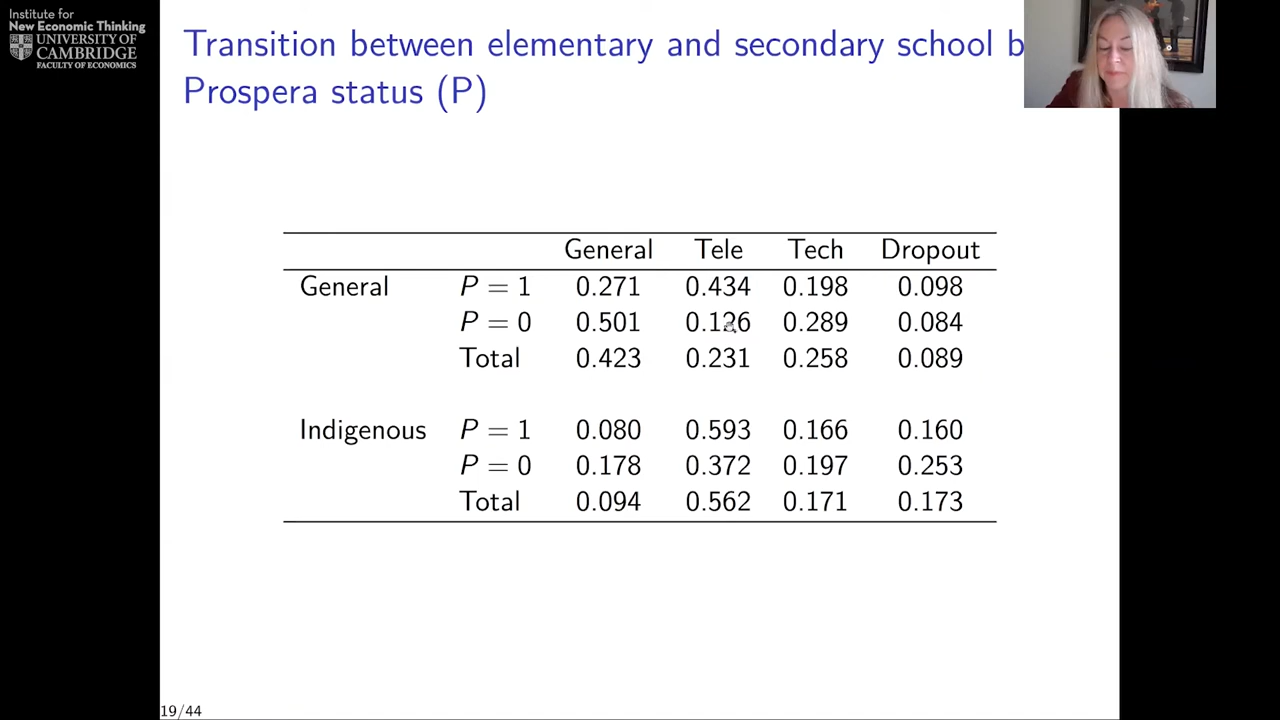 Institute for
New Economic Thinking
UNIVERSITY OF
CAMBRIDGE
FACULTY OF ECONOMICS
Transition between elementary and secondary school b
Prospera status (P)
General Tele Tech Dropout
General P = 1 0.271 0.434 0.198 0.098
P = 0 0.501 0.126 0.289 0.084
Total 0.423 0.231 0.258 0.089
Indigenous P = 1 0.080 0.593 0.166 0.160
P = 0 0.178 0.372 0.197 0.253
Total 0.094 0.562 0.171 0.173
19/44